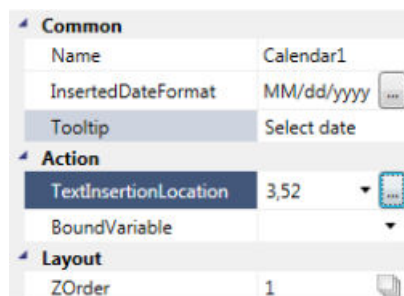 Common
Name Calendar1
InsertedDateFormat MM/dd/yyyy ...
Tooltip Select date
Action
TextInsertionLocation 3,52 ...
BoundVariable
Layout
ZOrder 1